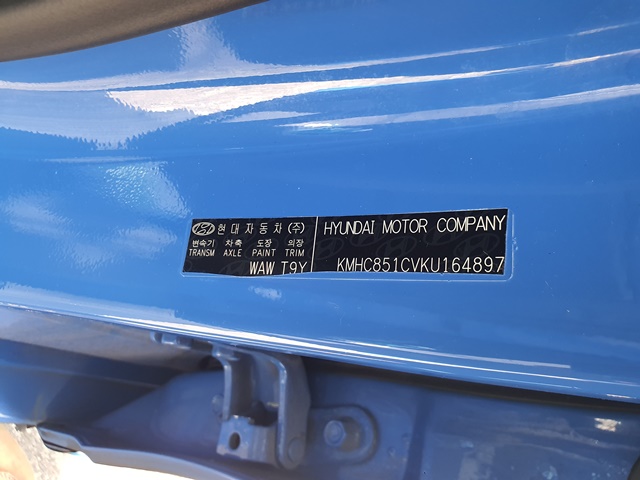 현대자동차(주) HYUNDAI MOTOR COMPANY
변속기 차축 도장 의장
TRANSM AXLE PAINT TRIM
WAW T9Y KMHC851CVKU164897